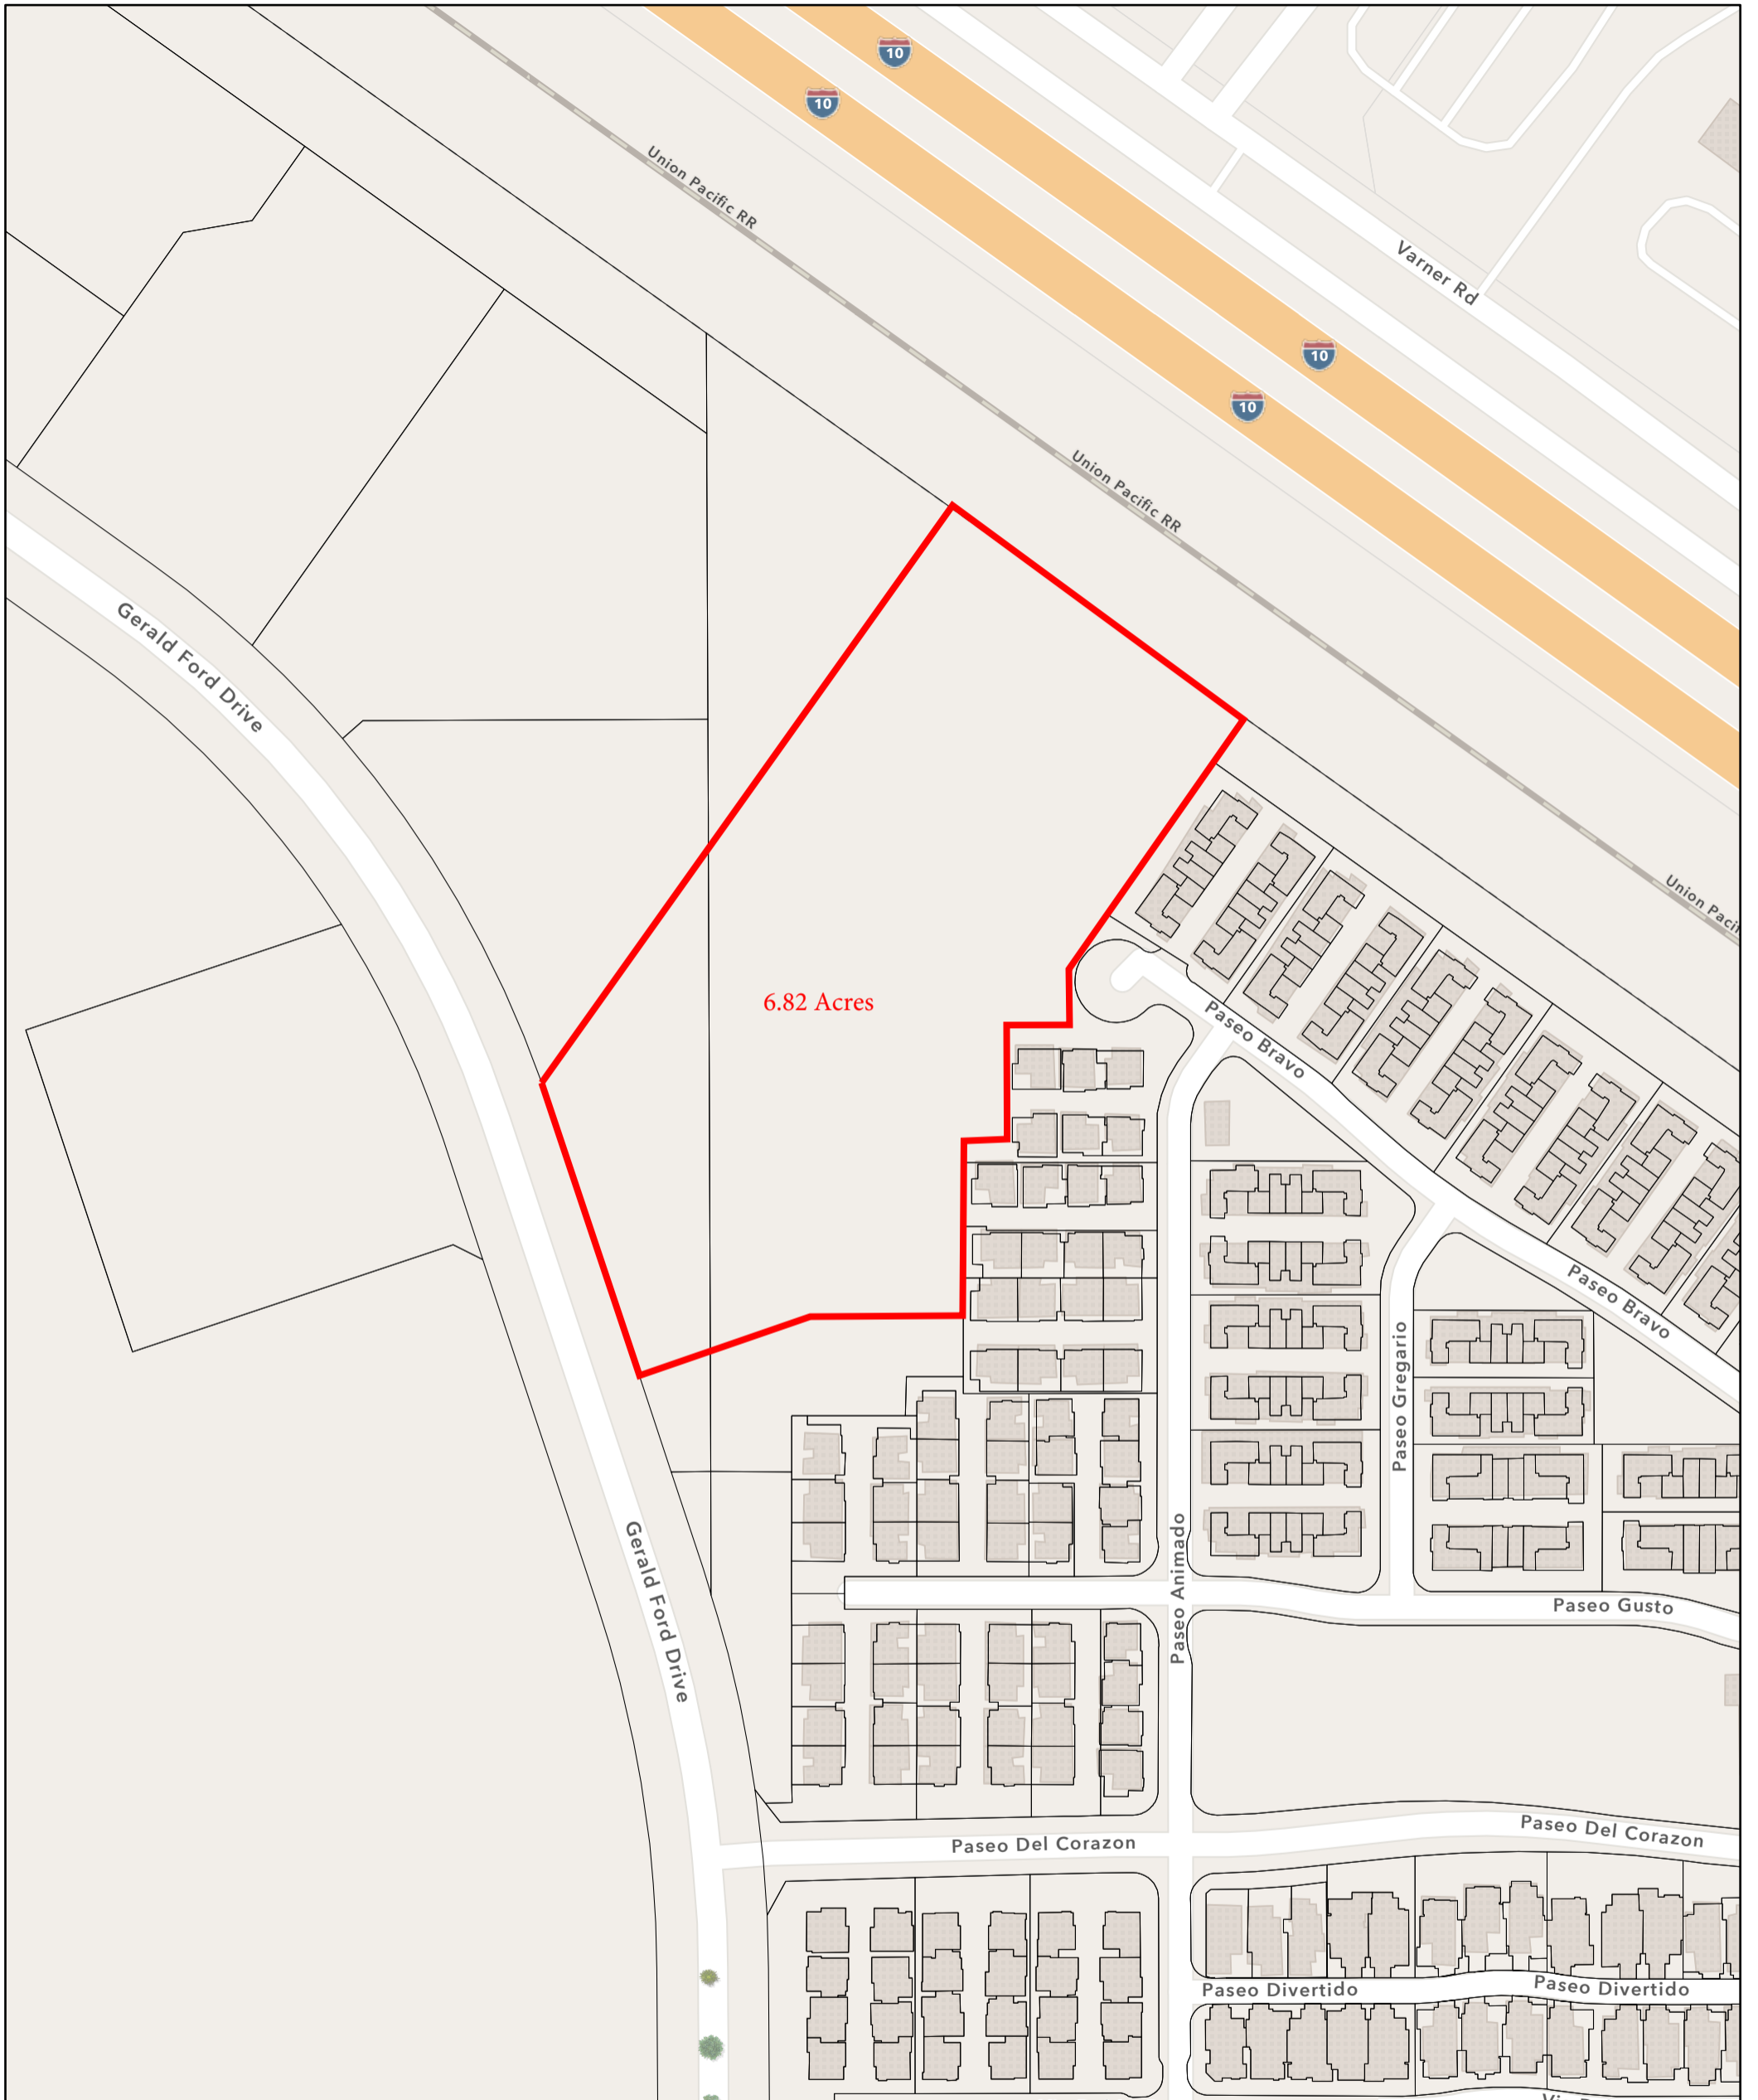 10
10
Union Pacific RR
Varner Rd
10
10
Union Pacific RR
Gerald Ford Drive
Union Pacif
6.82 Acres
Paseo Bravo
Paseo Bravo
Paseo Gregario
Paseo Animado
Gerald Ford Drive
Paseo Gusto
Paseo Del Corazon
Paseo Del Corazon
Paseo Divertido
Paseo Divertido